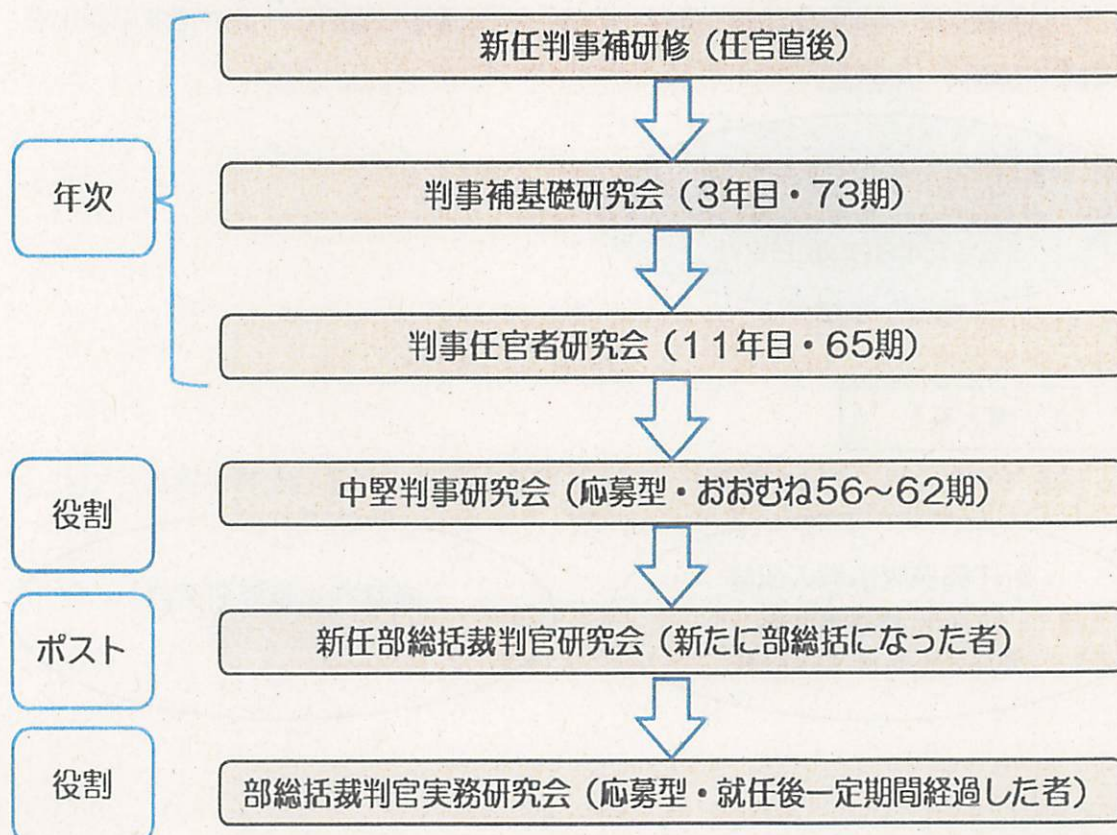 新任判事補研修（任官直後）
年次
判事補基礎研究会（3年目・73期）
判事任官者研究会（11年目・65期）
役割
中堅判事研究会（応募型・おおむね56～62期）
ポスト
新任部総括裁判官研究会（新たに部総括になった者）
役割
部総括裁判官実務研究会（応募型・就任後一定期間経過した者）